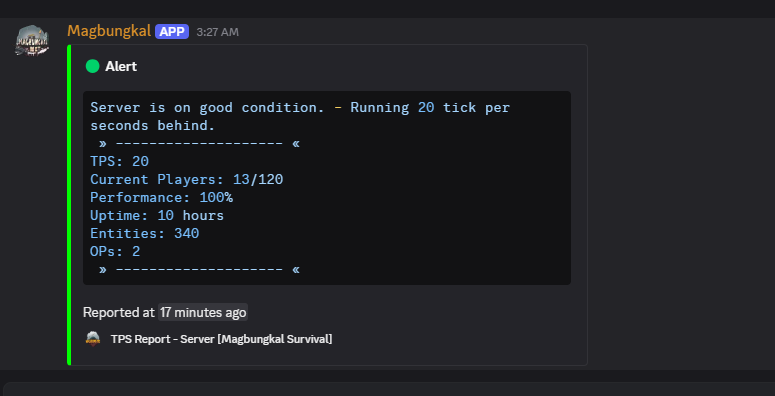 Magbungkal APP 3:27 AM
Alert
Server is on good condition. - Running 20 tick per
seconds behind.
» -------------------- «
TPS: 20
Current Players: 13/120
Performance: 100%
Uptime: 10 hours
Entities: 340
OPs: 2
» -------------------- «
Reported at 17 minutes ago
TPS Report - Server [Magbungkal Survival]